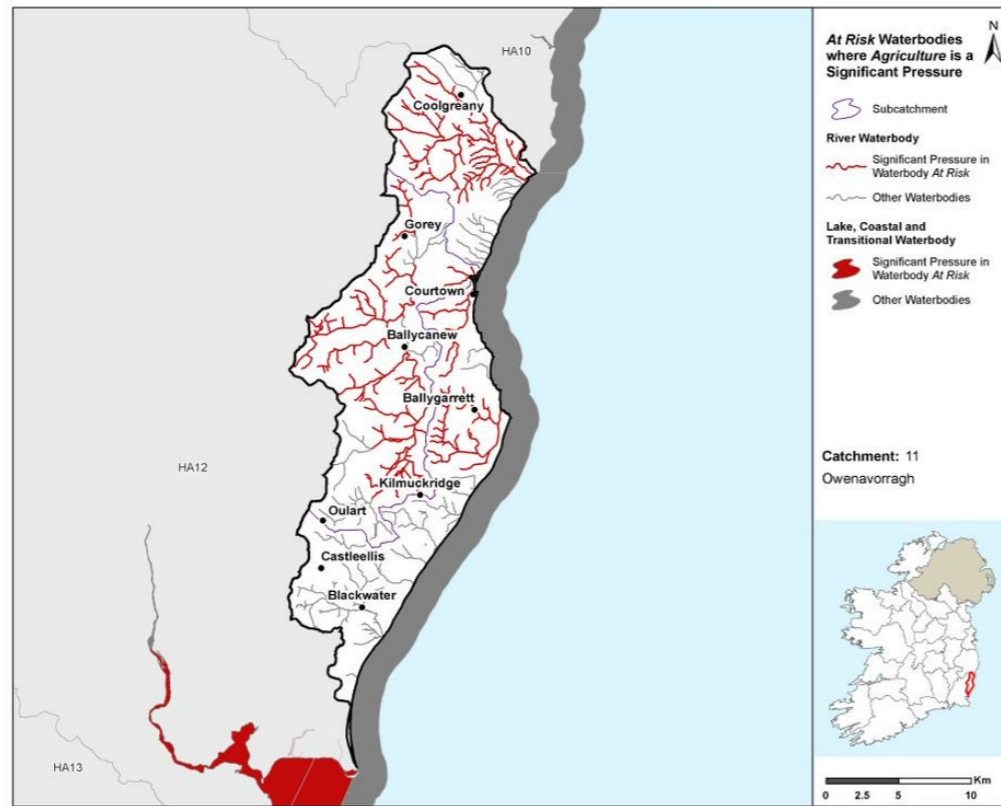 HA10
Coolgreany
Gorey
Courtown
Ballycanew
Ballygarrett
HA12
Kilmuckridge
Oulart
Castleellis
Blackwater
HA13
At Risk Waterbodies
where Agriculture is a
Significant Pressure
N
Subcatchment
River Waterbody
Significant Pressure in
Waterbody At Risk
Other Waterbodies
Lake, Coastal and
Transitional Waterbody
Significant Pressure in
Waterbody At Risk
Other Waterbodies
Catchment: 11
Owenavorragh
Km
0 2.5 5 10